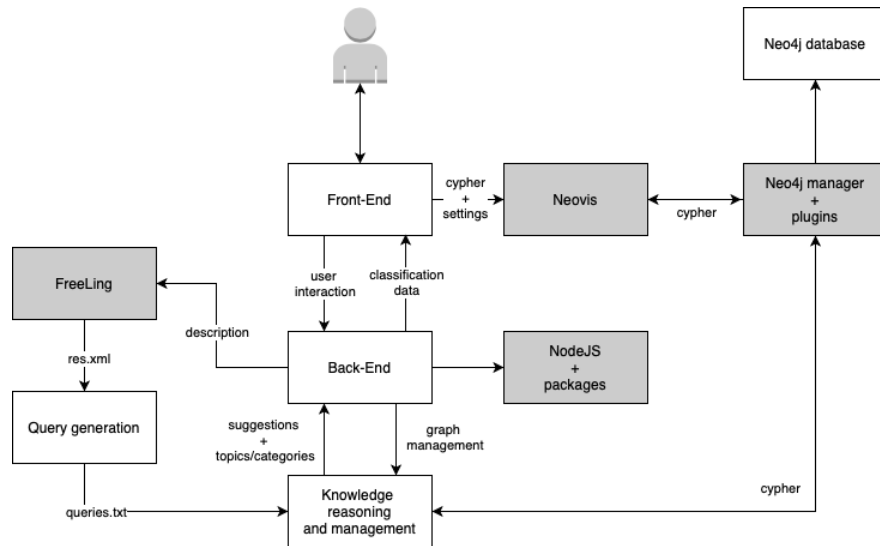 Neo4j database
Front-End
cypher
+
settings
Neovis
cypher
Neo4j manager
+
plugins
FreeLing
user
interaction
classification
data
description
res.xml
Back-End
NodeJS
+
packages
Query generation
suggestions
+
topics/categories
graph
management
queries.txt
Knowledge
reasoning
and management
cypher